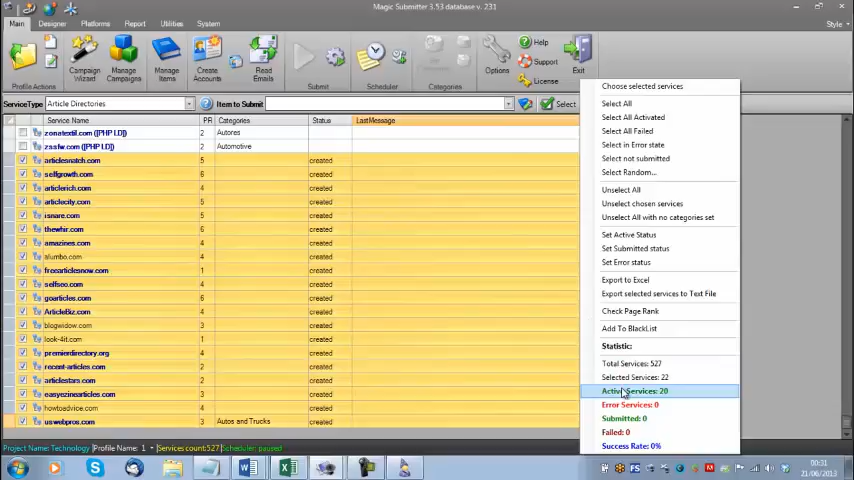 Magic Submitter 3.53 database v. 231
Main Designer Platforms Report Utilities System
Style
Profile Actions
Campaign Wizard
Manage Campaigns
Manage Items
Create Accounts
Read Emails
Submit
Scheduler
Categories
Options
Help
Support
License
Exit
ServiceType Article Directories Item to Submit Select
Service Name PR Categories Status LastMessage
zonatextil.com ([PHP LD]) 2 Autores
zssfw.com ([PHP LD]) 2 Automotive
articlesnatch.com 5 created
selfgrowth.com 6 created
articlerich.com 4 created
articlecity.com 5 created
isnare.com 5 created
thewhir.com 6 created
amazines.com 4 created
alumbo.com 4 created
freearticlesnow.com 1 created
selfseo.com 4 created
goarticles.com 6 created
ArticleBiz.com 4 created
blogwidow.com 3 created
look-4it.com 1 created
premierdirectory.org 4 created
recent-articles.com 2 created
articlestars.com 2 created
easyezinearticles.com 3 created
howtoadvice.com 4 created
uswebpros.com 3 Autos and Trucks created
Choose selected services
Select All
Select All Activated
Select All Failed
Select in Error state
Select not submitted
Select Random...
Unselect All
Unselect chosen services
Unselect All with no categories set
Set Active Status
Set Submitted status
Set Error status
Export to Excel
Export selected services to Text File
Check Page Rank
Add To BlackList
Statistic:
Total Services: 527
Selected Services: 22
Active Services: 20
Error Services: 0
Submitted: 0
Failed: 0
Success Rate: 0%
Project Name: Technology Profile Name: 1 Services count:527 Scheduler: paused
00:31
21/06/2013